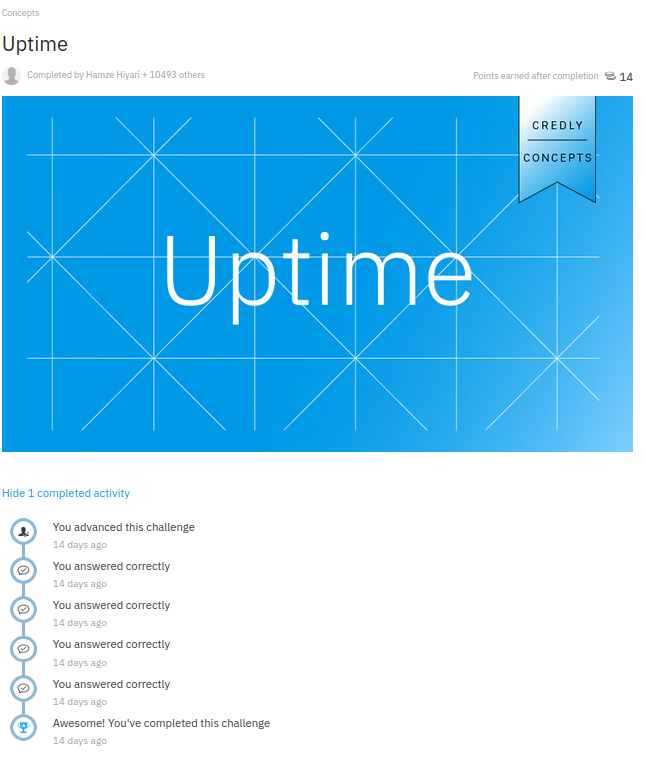 Concepts
Uptime
Completed by Hamze Hiyari + 10493 others
Points earned after completion 14
CREDLY
CONCEPTS
Uptime
Hide 1 completed activity
You advanced this challenge
14 days ago
You answered correctly
14 days ago
You answered correctly
14 days ago
You answered correctly
14 days ago
You answered correctly
14 days ago
Awesome! You've completed this challenge
14 days ago